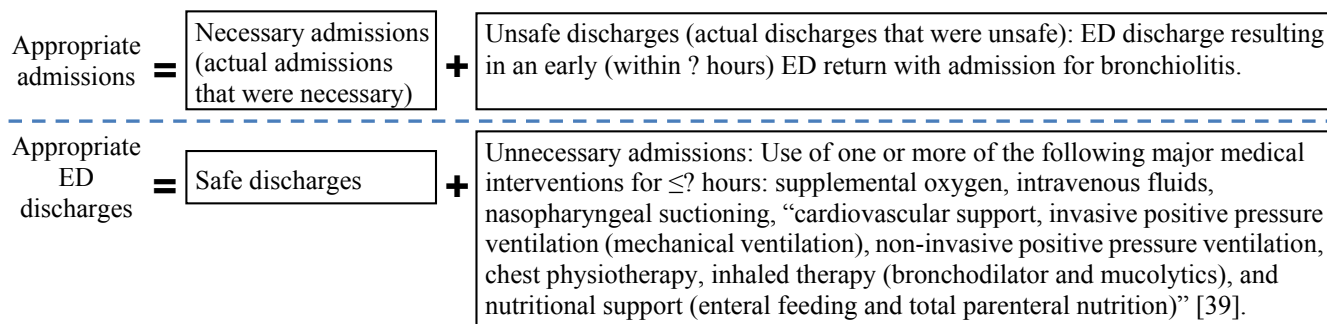 Appropriate
admissions
=
Necessary admissions
(actual admissions
that were necessary)
+
Unsafe discharges (actual discharges that were unsafe): ED discharge resulting
in an early (within ? hours) ED return with admission for bronchiolitis.
Appropriate
ED
discharges
=
Safe discharges
+
Unnecessary admissions: Use of one or more of the following major medical
interventions for ≤? hours: supplemental oxygen, intravenous fluids,
nasopharyngeal suctioning, “cardiovascular support, invasive positive pressure
ventilation (mechanical ventilation), non-invasive positive pressure ventilation,
chest physiotherapy, inhaled therapy (bronchodilator and mucolytics), and
nutritional support (enteral feeding and total parenteral nutrition)” [39].